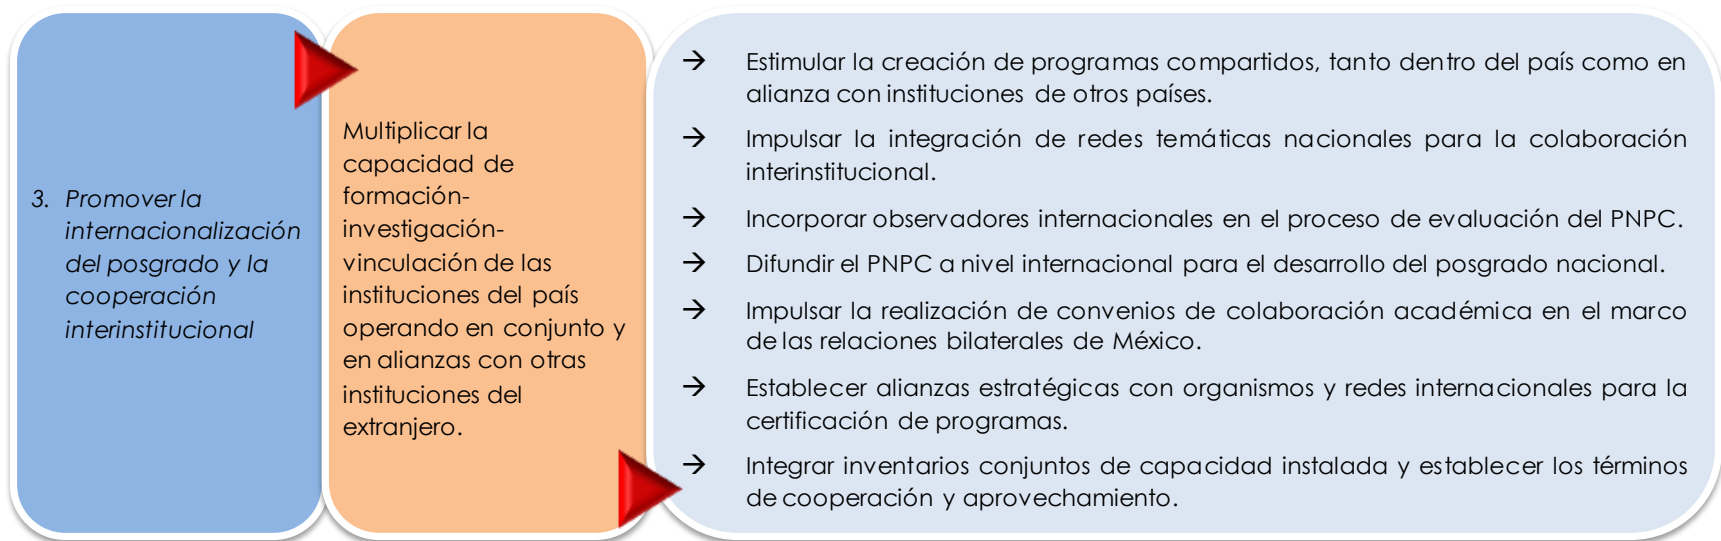 3. Promover la
internacionalización
del posgrado y la
cooperación
interinstitucional
Multiplicar la
capacidad de
formación-
investigación-
vinculación de las
instituciones del país
operando en conjunto y
en alianzas con otras
instituciones del
extranjero.
→ Estimular la creación de programas compartidos, tanto dentro del país como en
alianza con instituciones de otros países.
→ Impulsar la integración de redes temáticas nacionales para la colaboración
interinstitucional.
→ Incorporar observadores internacionales en el proceso de evaluación del PNPC.
→ Difundir el PNPC a nivel internacional para el desarrollo del posgrado nacional.
→ Impulsar la realización de convenios de colaboración académica en el marco
de las relaciones bilaterales de México.
→ Establecer alianzas estratégicas con organismos y redes internacionales para la
certificación de programas.
→ Integrar inventarios conjuntos de capacidad instalada y establecer los términos
de cooperación y aprovechamiento.